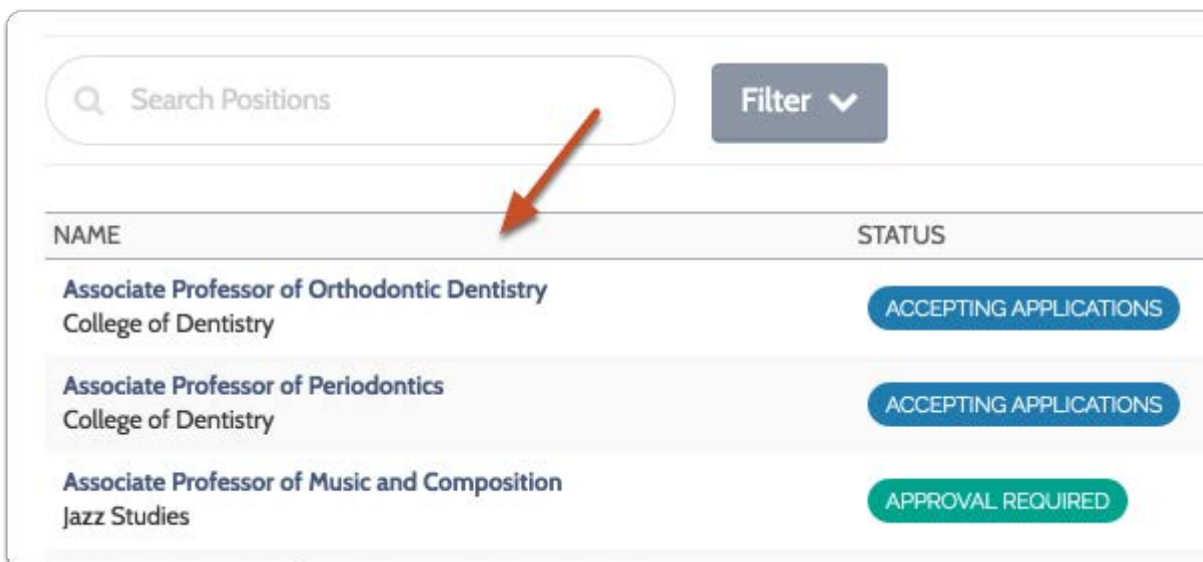 Search Positions
Filter
NAME STATUS
Associate Professor of Orthodontic Dentistry
College of Dentistry
ACCEPTING APPLICATIONS
Associate Professor of Periodontics
College of Dentistry
ACCEPTING APPLICATIONS
Associate Professor of Music and Composition
Jazz Studies
APPROVAL REQUIRED